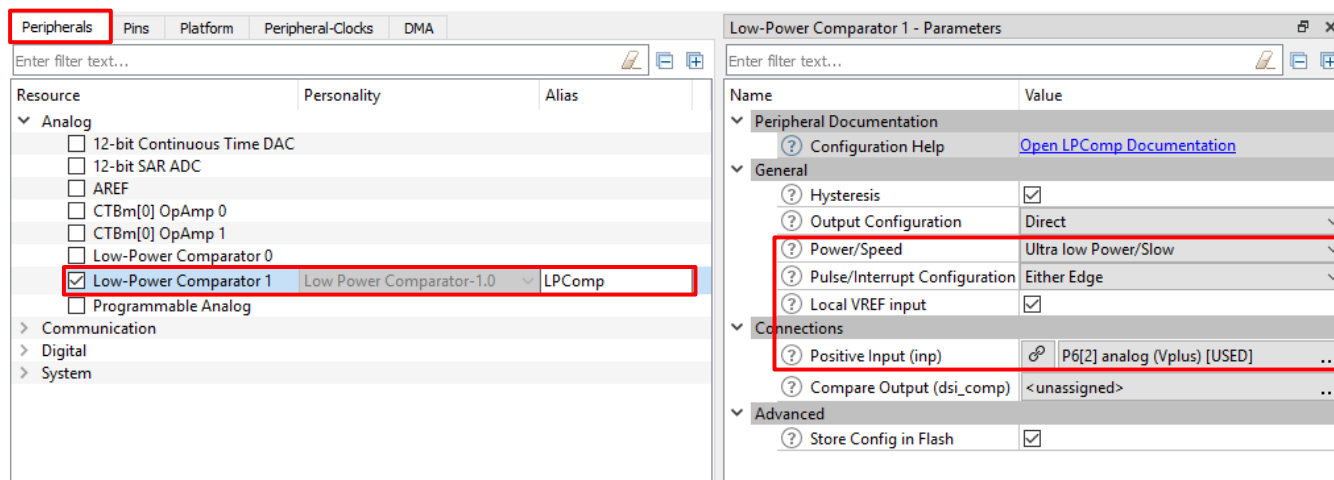 Peripherals Pins Platform Peripheral-Clocks DMA
Enter filter text...
Resource Personality Alias
Analog
12-bit Continuous Time DAC
12-bit SAR ADC
AREF
CTBm[0] OpAmp 0
CTBm[0] OpAmp 1
Low-Power Comparator 0
Low-Power Comparator 1 Low Power Comparator-1.0 LPComp
Programmable Analog
Communication
Digital
System
Low-Power Comparator 1 - Parameters
Enter filter text...
Name Value
Peripheral Documentation
? Configuration Help Open LPComp Documentation
General
? Hysteresis
? Output Configuration Direct
? Power/Speed Ultra low Power/Slow
? Pulse/Interrupt Configuration Either Edge
? Local VREF input
Connections
? Positive Input (inp) P6[2] analog (Vplus) [USED] ..
? Compare Output (dsi_comp) <unassigned> ..
Advanced
? Store Config in Flash